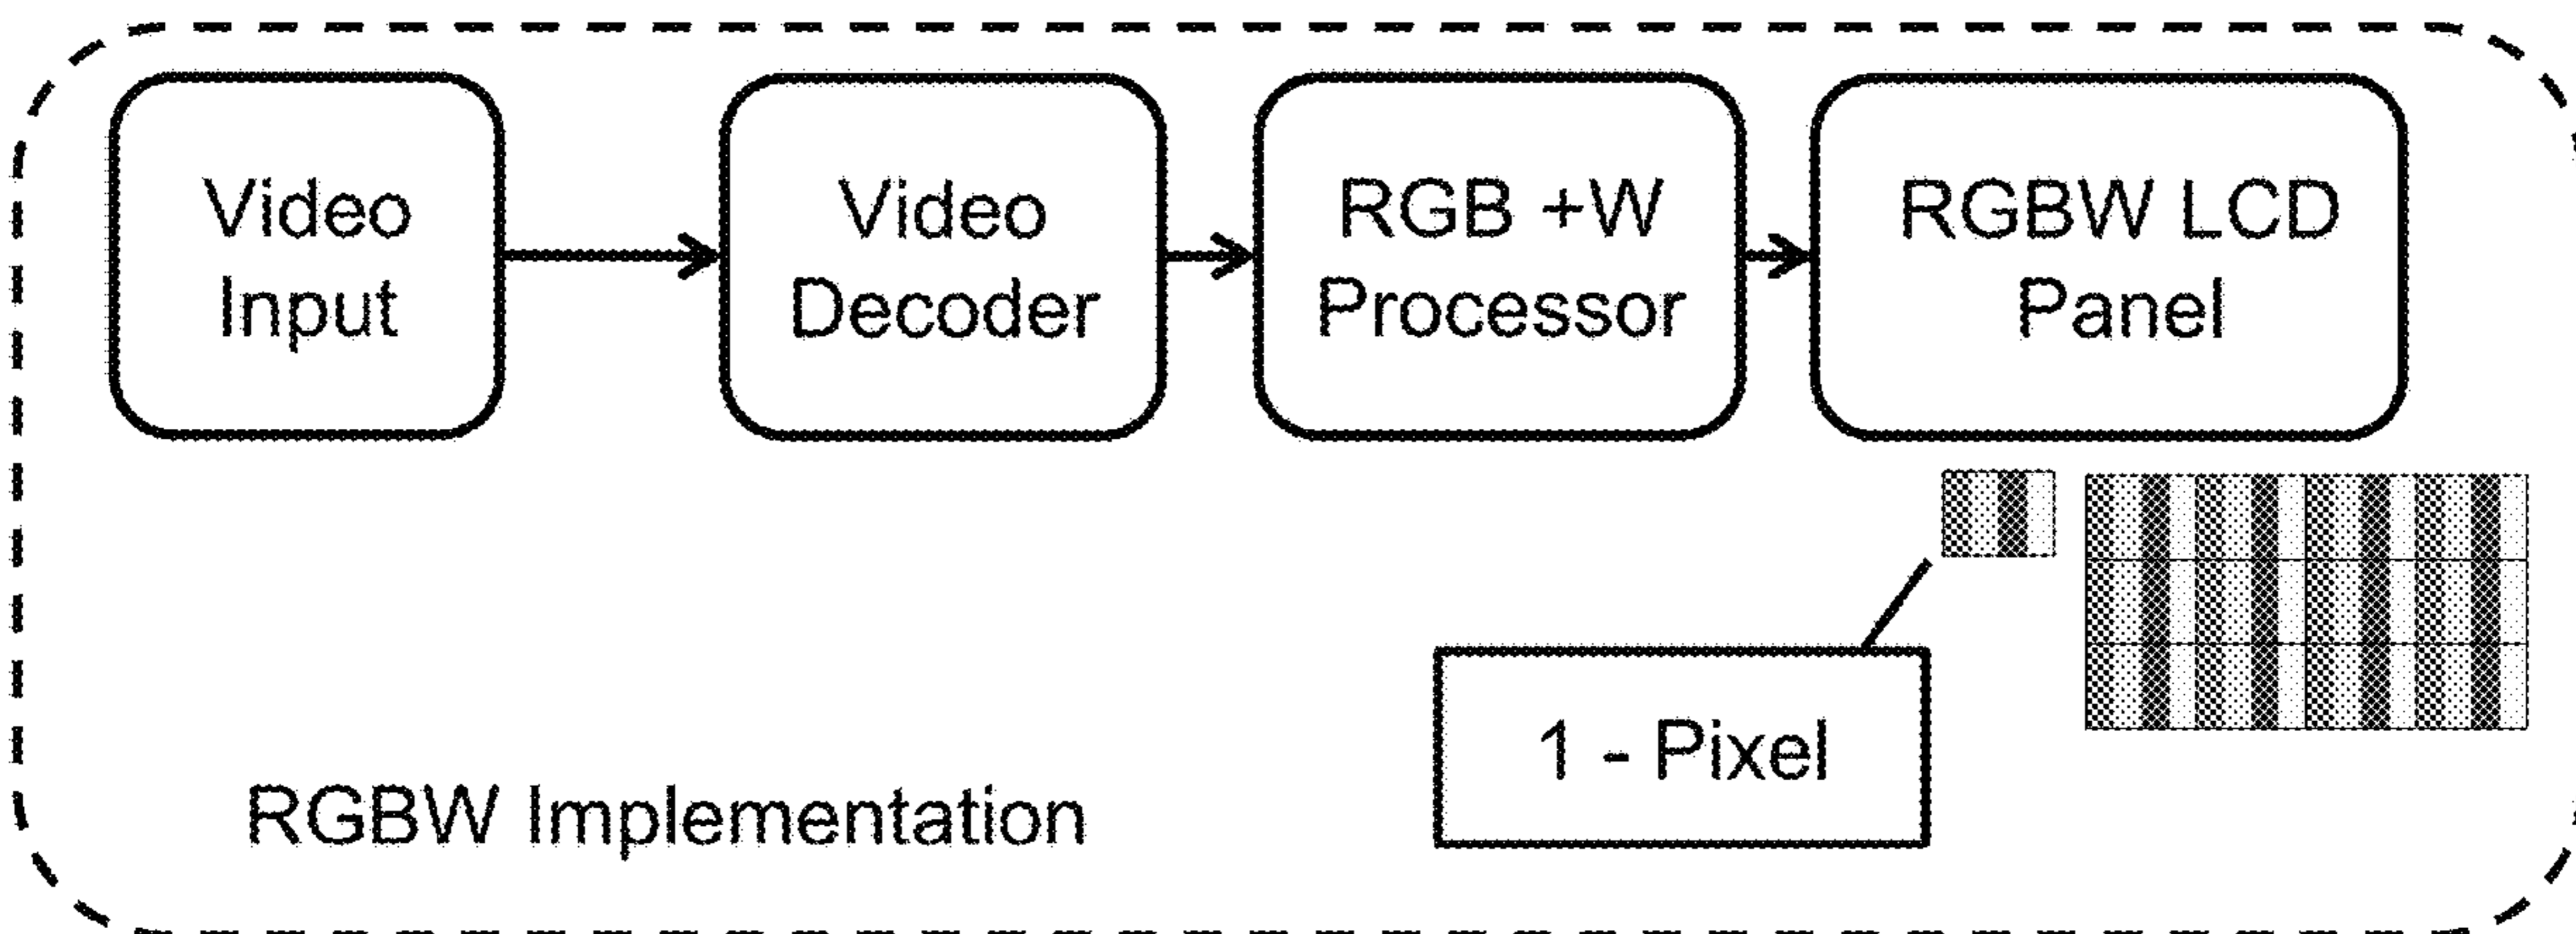 Video
Input
Video
Decoder
RGB +W
Processor
RGBW LCD
Panel
1 - Pixel
RGBW Implementation